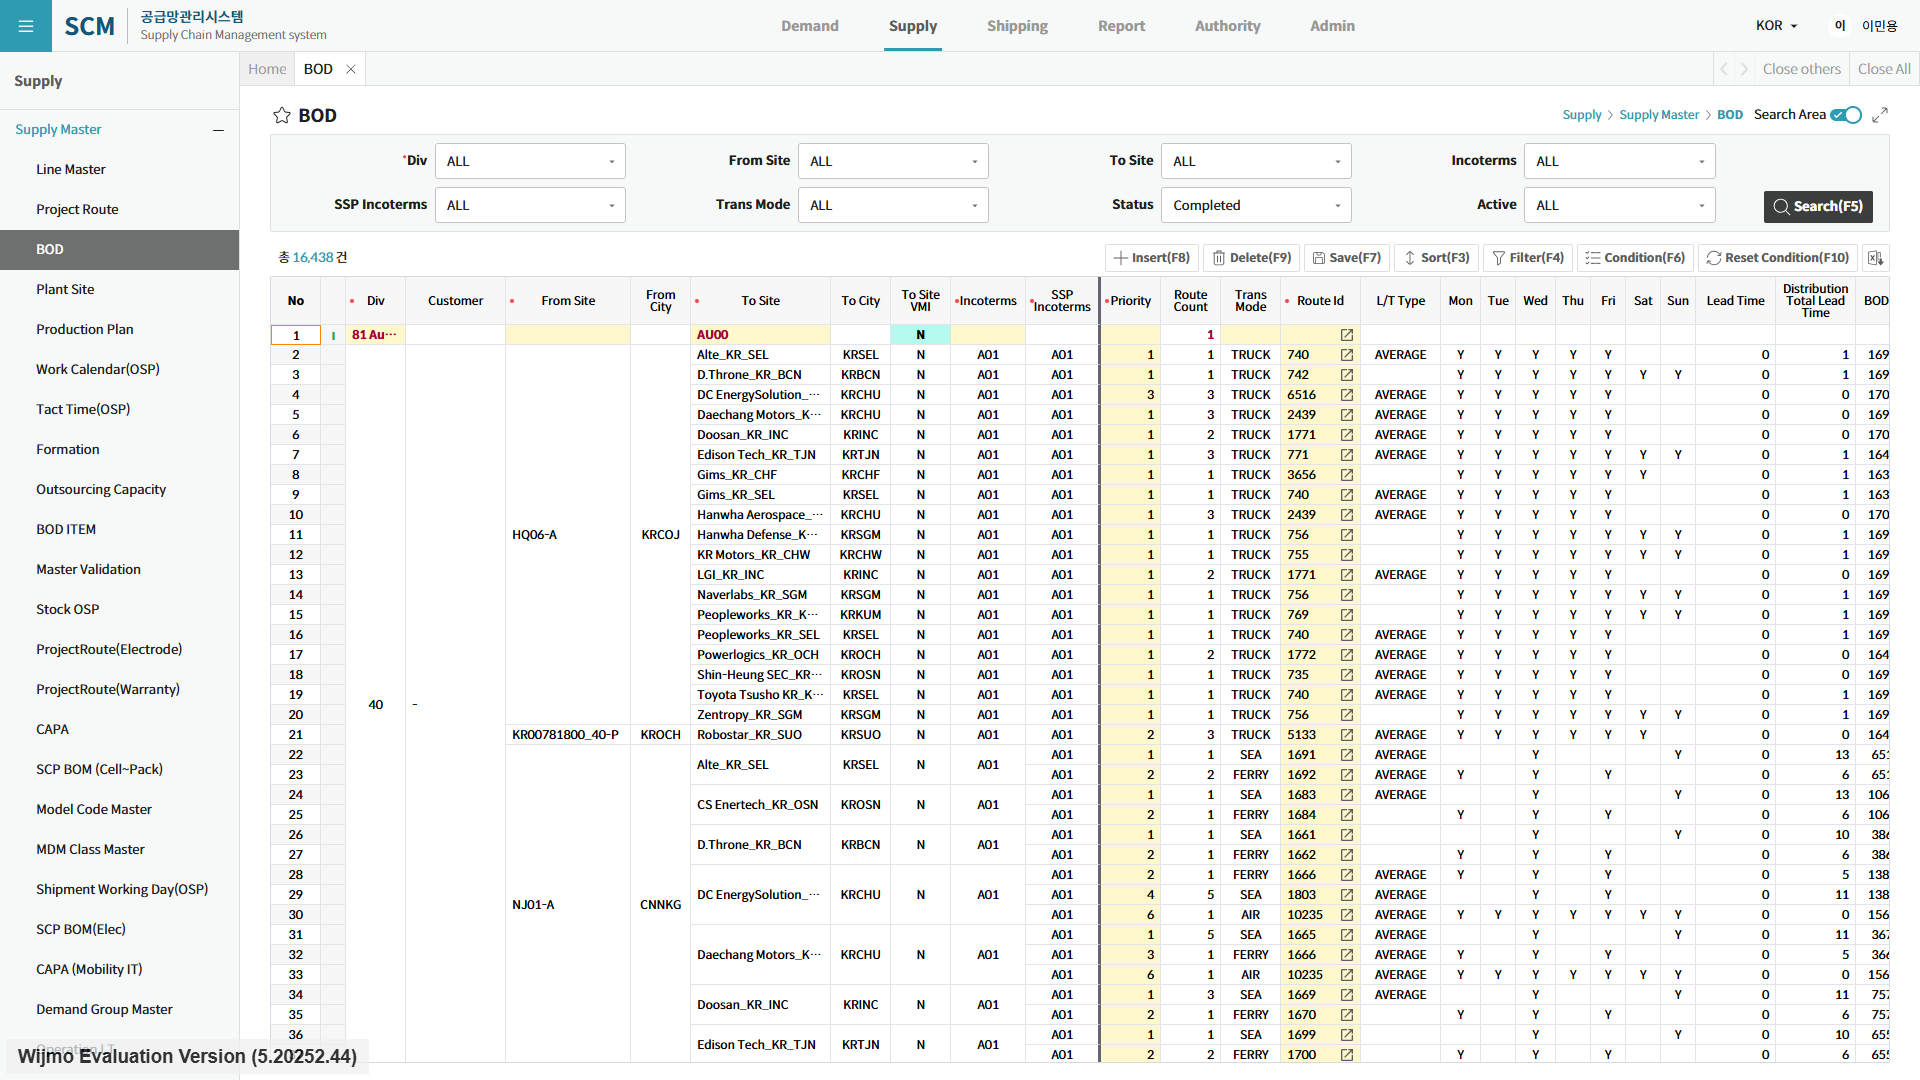 SCM
공급망관리시스템
Supply Chain Management system
Demand
Supply
Shipping
Report
Authority
Admin
KOR
이 이민용
Supply
Home
BOD
Close others
Close All
Supply Master
Line Master
Project Route
BOD
Plant Site
Production Plan
Work Calendar(OSP)
Tact Time(OSP)
Formation
Outsourcing Capacity
BOD ITEM
Master Validation
Stock OSP
ProjectRoute(Electrode)
ProjectRoute(Warranty)
CAPA
SCP BOM (Cell~Pack)
Model Code Master
MDM Class Master
Shipment Working Day(OSP)
SCP BOM(Elec)
CAPA (Mobility IT)
Demand Group Master
Wijmo Evaluation Version (5.20252.44)
BOD
Supply > Supply Master > BOD Search Area
*Div ALL From Site ALL To Site ALL Incoterms ALL
SSP Incoterms ALL Trans Mode ALL Status Completed Active ALL Search(F5)
총 16,438 건
Insert(F8) Delete(F9) Save(F7) Sort(F3) Filter(F4) Condition(F6) Reset Condition(F10)
No Div Customer From Site From City To Site To City To Site VMI Incoterms SSP Incoterms Priority Route Count Trans Mode Route Id L/T Type Mon Tue Wed Thu Fri Sat Sun Lead Time Distribution Total Lead Time BOD
1 I 81 Au··· AU00 N 1
2 Alte_KR_SEL KRSEL N A01 A01 1 1 TRUCK 740 AVERAGE Y Y Y Y Y 0 1 169
3 D.Throne_KR_BCN KRBCN N A01 A01 1 1 TRUCK 742 Y Y Y Y Y Y Y 0 1 169
4 DC EnergySolution_··· KRCHU N A01 A01 3 3 TRUCK 6516 AVERAGE Y Y Y Y Y 0 0 170
5 Daechang Motors_K··· KRCHU N A01 A01 1 3 TRUCK 2439 AVERAGE Y Y Y Y Y 0 0 169
6 Doosan_KR_INC KRINC N A01 A01 1 2 TRUCK 1771 AVERAGE Y Y Y Y Y 0 0 170
7 Edison Tech_KR_TJN KRTJN N A01 A01 1 3 TRUCK 771 AVERAGE Y Y Y Y Y Y Y 0 1 164
8 Gims_KR_CHF KRCHF N A01 A01 1 1 TRUCK 3656 Y Y Y Y Y Y 0 1 163
9 Gims_KR_SEL KRSEL N A01 A01 1 1 TRUCK 740 AVERAGE Y Y Y Y Y 0 1 163
10 Hanwha Aerospace_··· KRCHU N A01 A01 1 3 TRUCK 2439 AVERAGE Y Y Y Y Y 0 0 170
11 HQ06-A KRCOJ Hanwha Defense_K··· KRSGM N A01 A01 1 1 TRUCK 756 Y Y Y Y Y Y Y 0 1 169
12 KR Motors_KR_CHW KRCHW N A01 A01 1 1 TRUCK 755 Y Y Y Y Y Y Y 0 1 169
13 LGI_KR_INC KRINC N A01 A01 1 2 TRUCK 1771 AVERAGE Y Y Y Y Y 0 0 169
14 Naverlabs_KR_SGM KRSGM N A01 A01 1 1 TRUCK 756 Y Y Y Y Y Y Y 0 1 169
15 Peopleworks_KR_K··· KRKUM N A01 A01 1 1 TRUCK 769 Y Y Y Y Y Y Y 0 1 169
16 Peopleworks_KR_SEL KRSEL N A01 A01 1 1 TRUCK 740 AVERAGE Y Y Y Y Y 0 1 169
17 Powerlogics_KR_OCH KROCH N A01 A01 1 2 TRUCK 1772 AVERAGE Y Y Y Y Y 0 0 164
18 Shin-Heung SEC_KR··· KROSN N A01 A01 1 1 TRUCK 735 AVERAGE Y Y Y Y Y 0 0 169
19 Toyota Tsusho KR_K··· KRSEL N A01 A01 1 1 TRUCK 740 AVERAGE Y Y Y Y Y 0 1 169
40 -
20 Zentropy_KR_SGM KRSGM N A01 A01 1 1 TRUCK 756 Y Y Y Y Y Y Y 0 1 169
21 KR00781800_40-P KROCH Robostar_KR_SUO KRSUO N A01 A01 2 3 TRUCK 5133 AVERAGE Y Y Y Y Y Y 0 0 164
22 Alte_KR_SEL KRSEL N A01 A01 1 1 SEA 1691 AVERAGE Y Y 0 13 651
23 A01 2 2 FERRY 1692 AVERAGE Y Y Y 0 6 651
24 CS Enertech_KR_OSN KROSN N A01 A01 1 1 SEA 1683 AVERAGE Y Y 0 13 106
25 A01 2 1 FERRY 1684 Y Y Y 0 6 106
26 D.Throne_KR_BCN KRBCN N A01 A01 1 1 SEA 1661 Y Y 0 10 386
27 A01 2 1 FERRY 1662 Y Y Y 0 6 386
28 A01 2 1 FERRY 1666 AVERAGE Y Y Y 0 5 138
29 NJ01-A CNNKG DC EnergySolution_··· KRCHU N A01 A01 4 5 SEA 1803 AVERAGE Y Y 0 11 138
30 A01 6 1 AIR 10235 AVERAGE Y Y Y Y Y Y Y 0 0 156
31 A01 1 5 SEA 1665 AVERAGE Y Y 0 11 367
32 Daechang Motors_K··· KRCHU N A01 A01 3 1 FERRY 1666 AVERAGE Y Y Y 0 5 366
33 A01 6 1 AIR 10235 AVERAGE Y Y Y Y Y Y Y 0 0 156
34 Doosan_KR_INC KRINC N A01 A01 1 3 SEA 1669 AVERAGE Y Y 0 11 757
35 A01 2 1 FERRY 1670 Y Y Y 0 6 757
36 Edison Tech_KR_TJN KRTJN N A01 A01 1 1 SEA 1699 Y Y 0 10 655
A01 2 2 FERRY 1700 Y Y Y 0 6 655